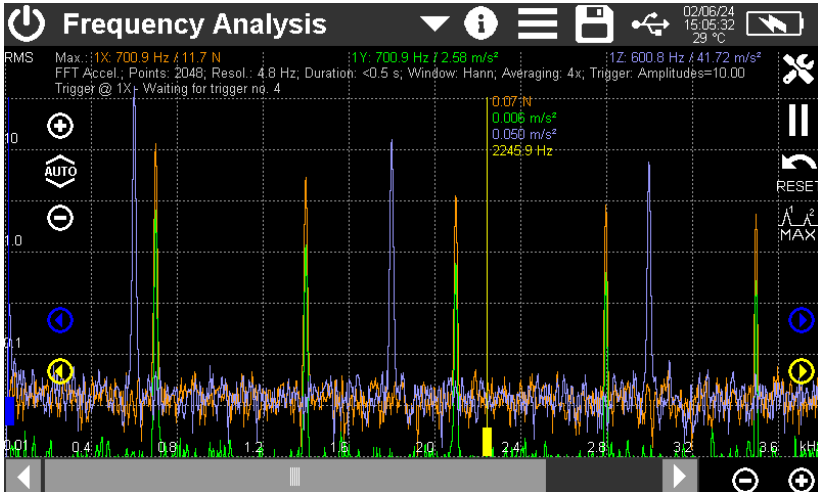 Frequency Analysis
02/06/24
15:05:32
29 °C
RMS
Max.: 1X: 700.9 Hz / 11.7 N 1Y: 700.9 Hz / 2.58 m/s² 1Z: 600.8 Hz / 41.72 m/s²
FFT Accel.; Points: 2048; Resol.: 4.8 Hz; Duration: <0.5 s; Window: Hann; Averaging: 4x; Trigger: Amplitudes=10.00
Trigger @ 1X - Waiting for trigger no. 4
0.07 N
0.006 m/s²
0.050 m/s²
2245.9 Hz
10
AUTO
RESET
1 2
MAX
1.0
0.1
0.01 0.4 0.8 1.2 1.6 2.0 2.4 2.8 3.2 3.6 kHz